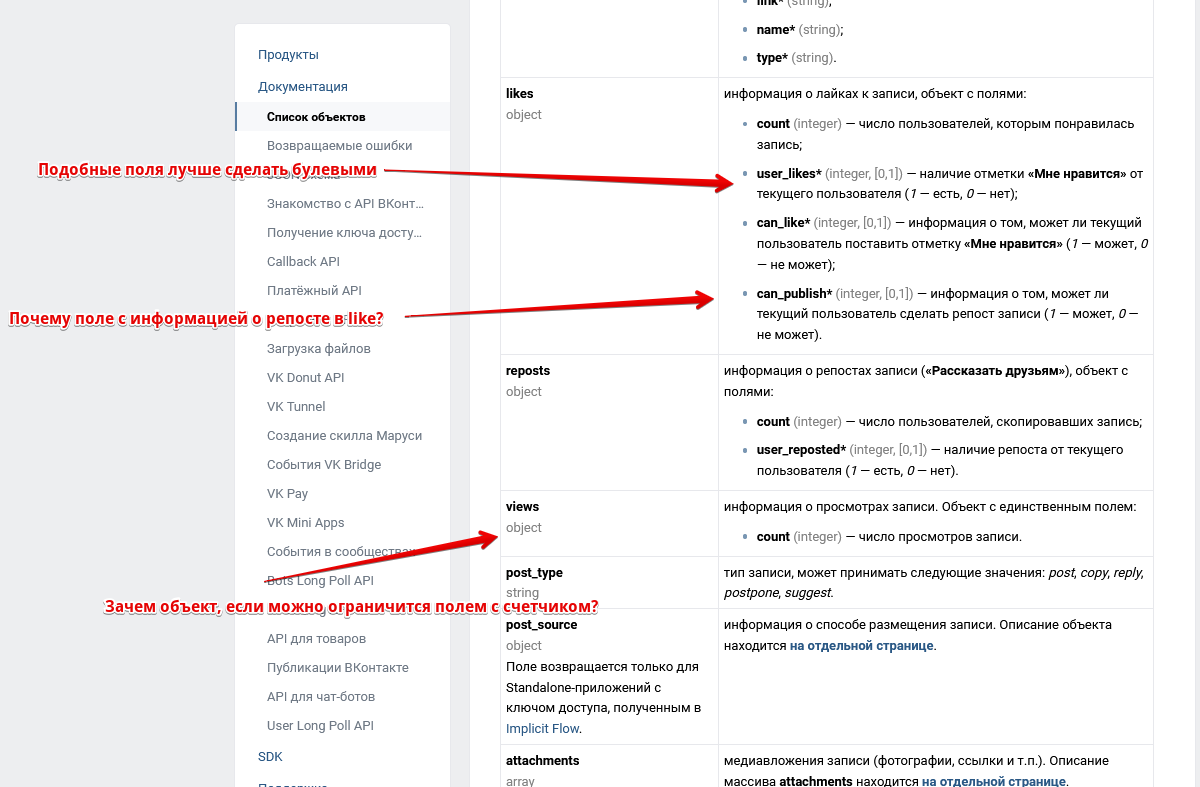 Продукты
Документация
Список объектов
Возвращаемые ошибки
Знакомство с API ВКонт...
Получение ключа досту...
Callback API
Платёжный API
Загрузка файлов
VK Donut API
VK Tunnel
Создание скилла Маруси
События VK Bridge
VK Pay
VK Mini Apps
События в сообществах
Bots Long Poll API
API для товаров
Публикации ВКонтакте
API для чат-ботов
User Long Poll API
SDK
Подобные поля лучше сделать булевыми
Почему поле с информацией о репосте в like?
Зачем объект, если можно ограничится полем с счетчиком?
link* (string);
name* (string);
type* (string).
likes
object
информация о лайках к записи, объект с полями:
count (integer) — число пользователей, которым понравилась
запись;
user_likes* (integer, [0,1]) — наличие отметки «Мне нравится» от
текущего пользователя (1 — есть, 0 — нет);
can_like* (integer, [0,1]) — информация о том, может ли текущий
пользователь поставить отметку «Мне нравится» (1 — может, 0
— не может);
can_publish* (integer, [0,1]) — информация о том, может ли
текущий пользователь сделать репост записи (1 — может, 0 —
не может).
reposts
object
информация о репостах записи («Рассказать друзьям»), объект с
полями:
count (integer) — число пользователей, скопировавших запись;
user_reposted* (integer, [0,1]) — наличие репоста от текущего
пользователя (1 — есть, 0 — нет).
views
object
информация о просмотрах записи. Объект с единственным полем:
count (integer) — число просмотров записи.
post_type
string
тип записи, может принимать следующие значения: post, copy, reply,
postpone, suggest.
post_source
object
Поле возвращается только для
Standalone-приложений с
ключом доступа, полученным в
Implicit Flow.
информация о способе размещения записи. Описание объекта
находится на отдельной странице.
attachments
array
медиавложения записи (фотографии, ссылки и т.п.). Описание
массива attachments находится на отдельной странице.